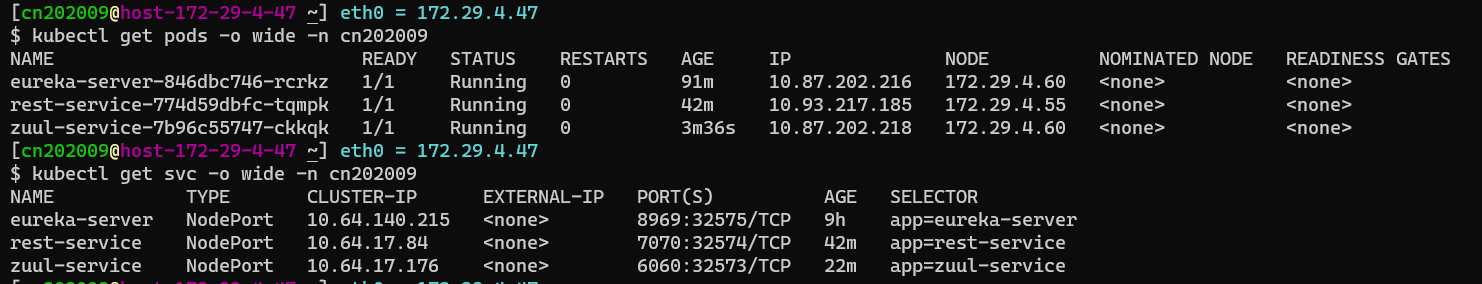 [cn202009@host-172-29-4-47 ~] eth0 = 172.29.4.47
$ kubectl get pods -o wide -n cn202009
NAME READY STATUS RESTARTS AGE IP NODE NOMINATED NODE READINESS GATES
eureka-server-846dbc746-rcrkz 1/1 Running 0 91m 10.87.202.216 172.29.4.60 <none> <none>
rest-service-774d59dbfc-tqmpk 1/1 Running 0 42m 10.93.217.185 172.29.4.55 <none> <none>
zuul-service-7b96c55747-ckkqk 1/1 Running 0 3m36s 10.87.202.218 172.29.4.60 <none> <none>
[cn202009@host-172-29-4-47 ~] eth0 = 172.29.4.47
$ kubectl get svc -o wide -n cn202009
NAME TYPE CLUSTER-IP EXTERNAL-IP PORT(S) AGE SELECTOR
eureka-server NodePort 10.64.140.215 <none> 8969:32575/TCP 9h app=eureka-server
rest-service NodePort 10.64.17.84 <none> 7070:32574/TCP 42m app=rest-service
zuul-service NodePort 10.64.17.176 <none> 6060:32573/TCP 22m app=zuul-service